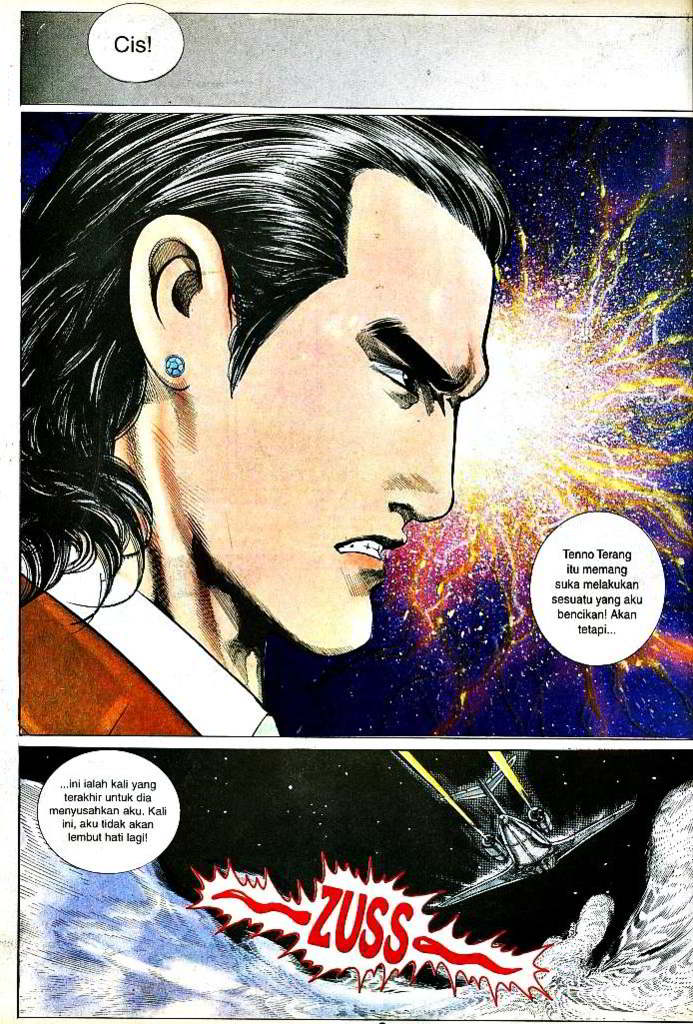 Cis!
Tenno Terang
itu memang
suka melakukan
sesuatu yang aku
bencikan! Akan
tetapi...
...ini ialah kali yang
terakhir untuk dia
menyusahkan aku. Kali
ini, aku tidak akan
lembut hati lagi!
ZUSS